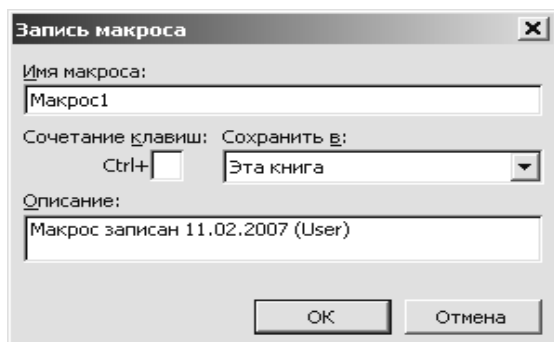 Запись макроса
Имя макроса:
Макрос1
Сочетание клавиш: Сохранить в:
Ctrl+ Эта книга
Описание:
Макрос записан 11.02.2007 (User)
ОК Отмена